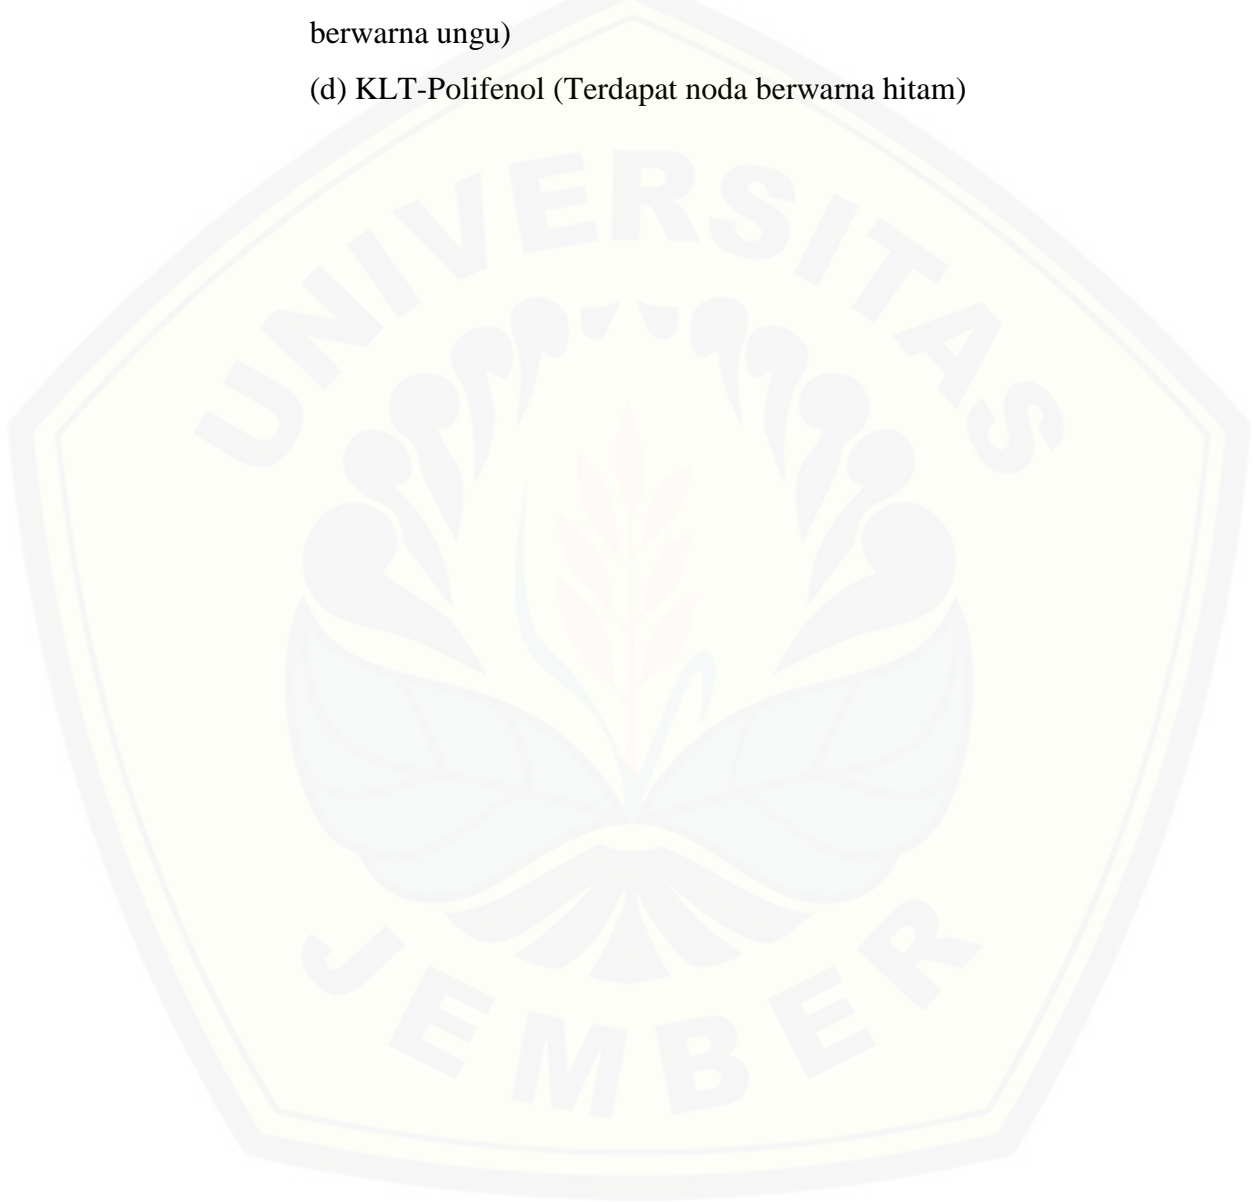 berwarna ungu)
(d) KLT-Polifenol (Terdapat noda berwarna hitam)
UNIVERSITAS
JEMBER